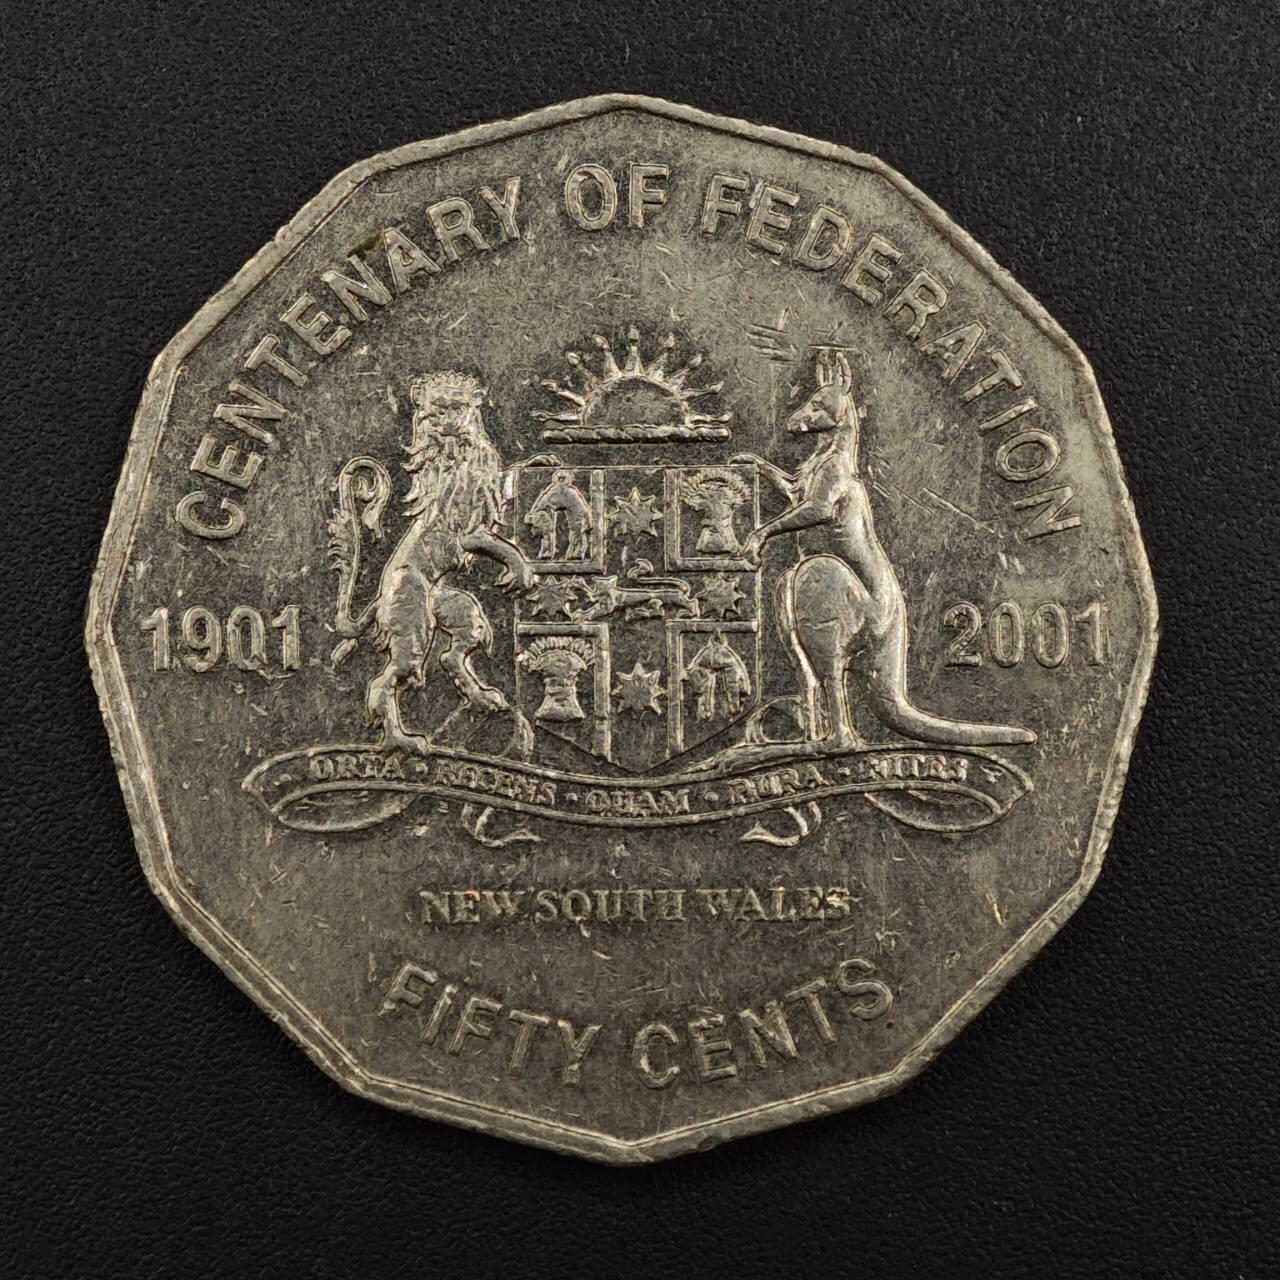 CENTENARY OF FEDERATION
1901 2001
ORTA · RECENS · QUAM · PURA · NITES
NEW SOUTH WALES
FIFTY CENTS